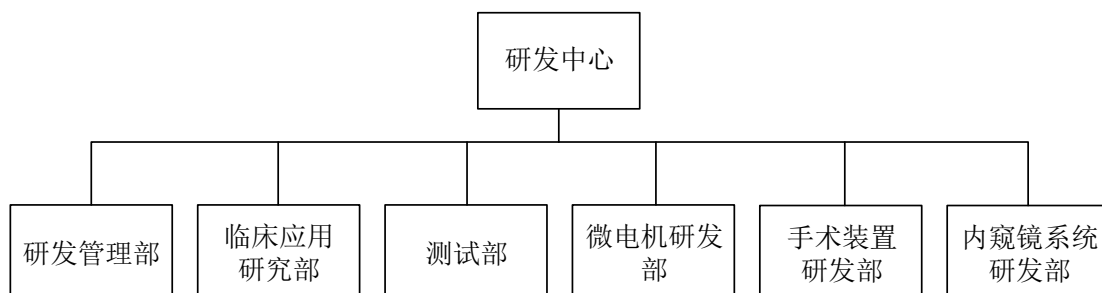 研发中心
研发管理部
临床应用
研究部
测试部
微电机研发
部
手术装置
研发部
内窥镜系统
研发部